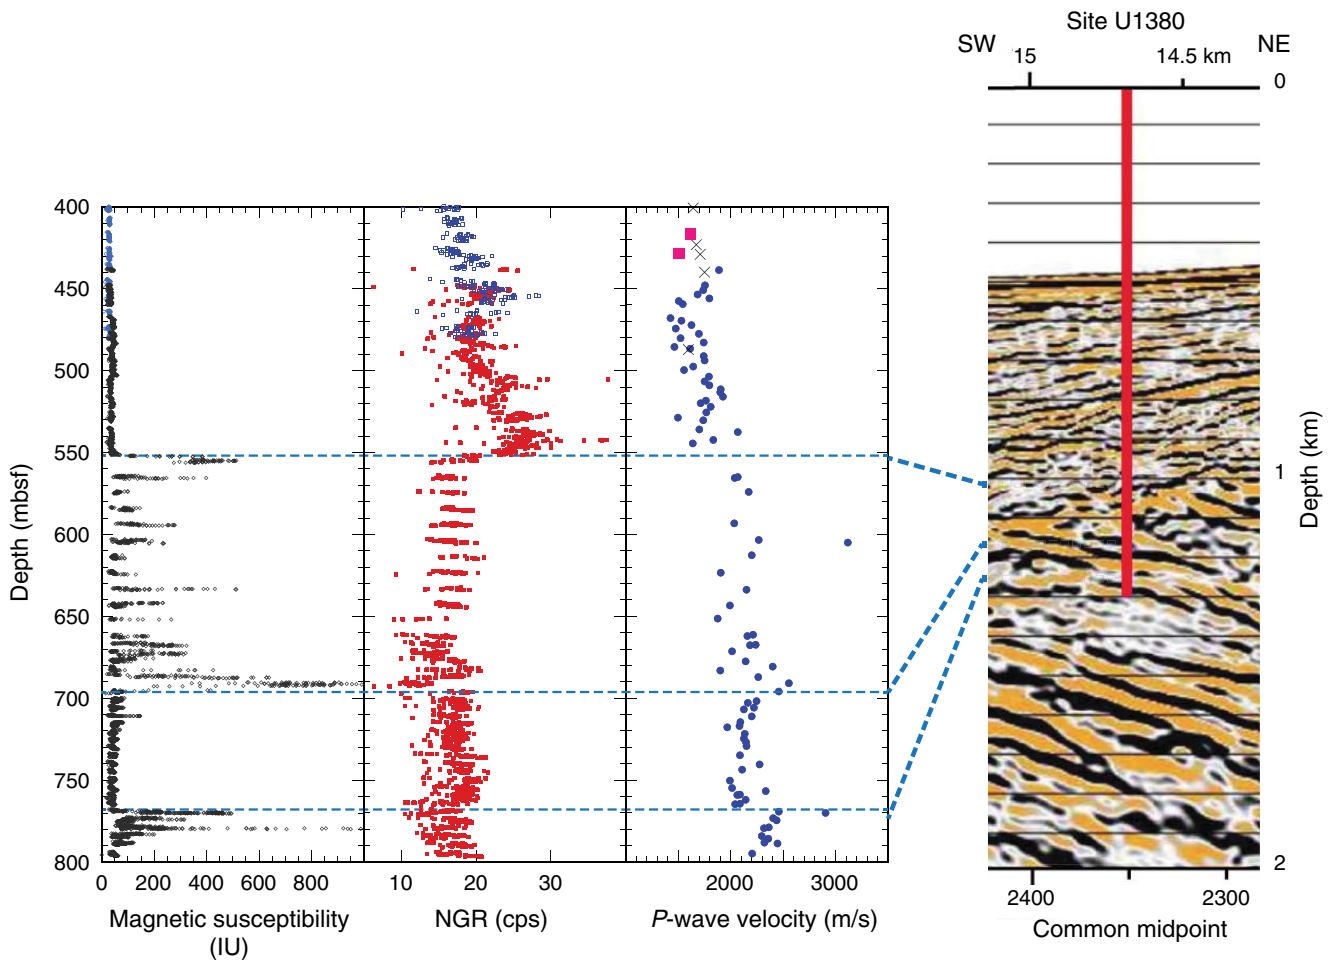 Site U1380
SW
NE
15
14.5 km
0
400
450
500
550
600
650
700
750
800
Depth (mbsf)
0
200
400
600
800
10
20
30
2000
3000
Magnetic susceptibility
(IU)
NGR (cps)
P-wave velocity (m/s)
1
2
Depth (km)
2400
2300
Common midpoint